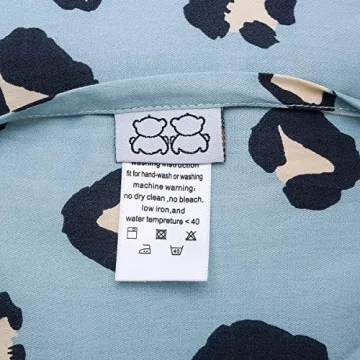 washing instruction
fit for hand-wash or washing
machine warning:
no dry clean ,no bleach.
low iron,and
water tempreture < 40